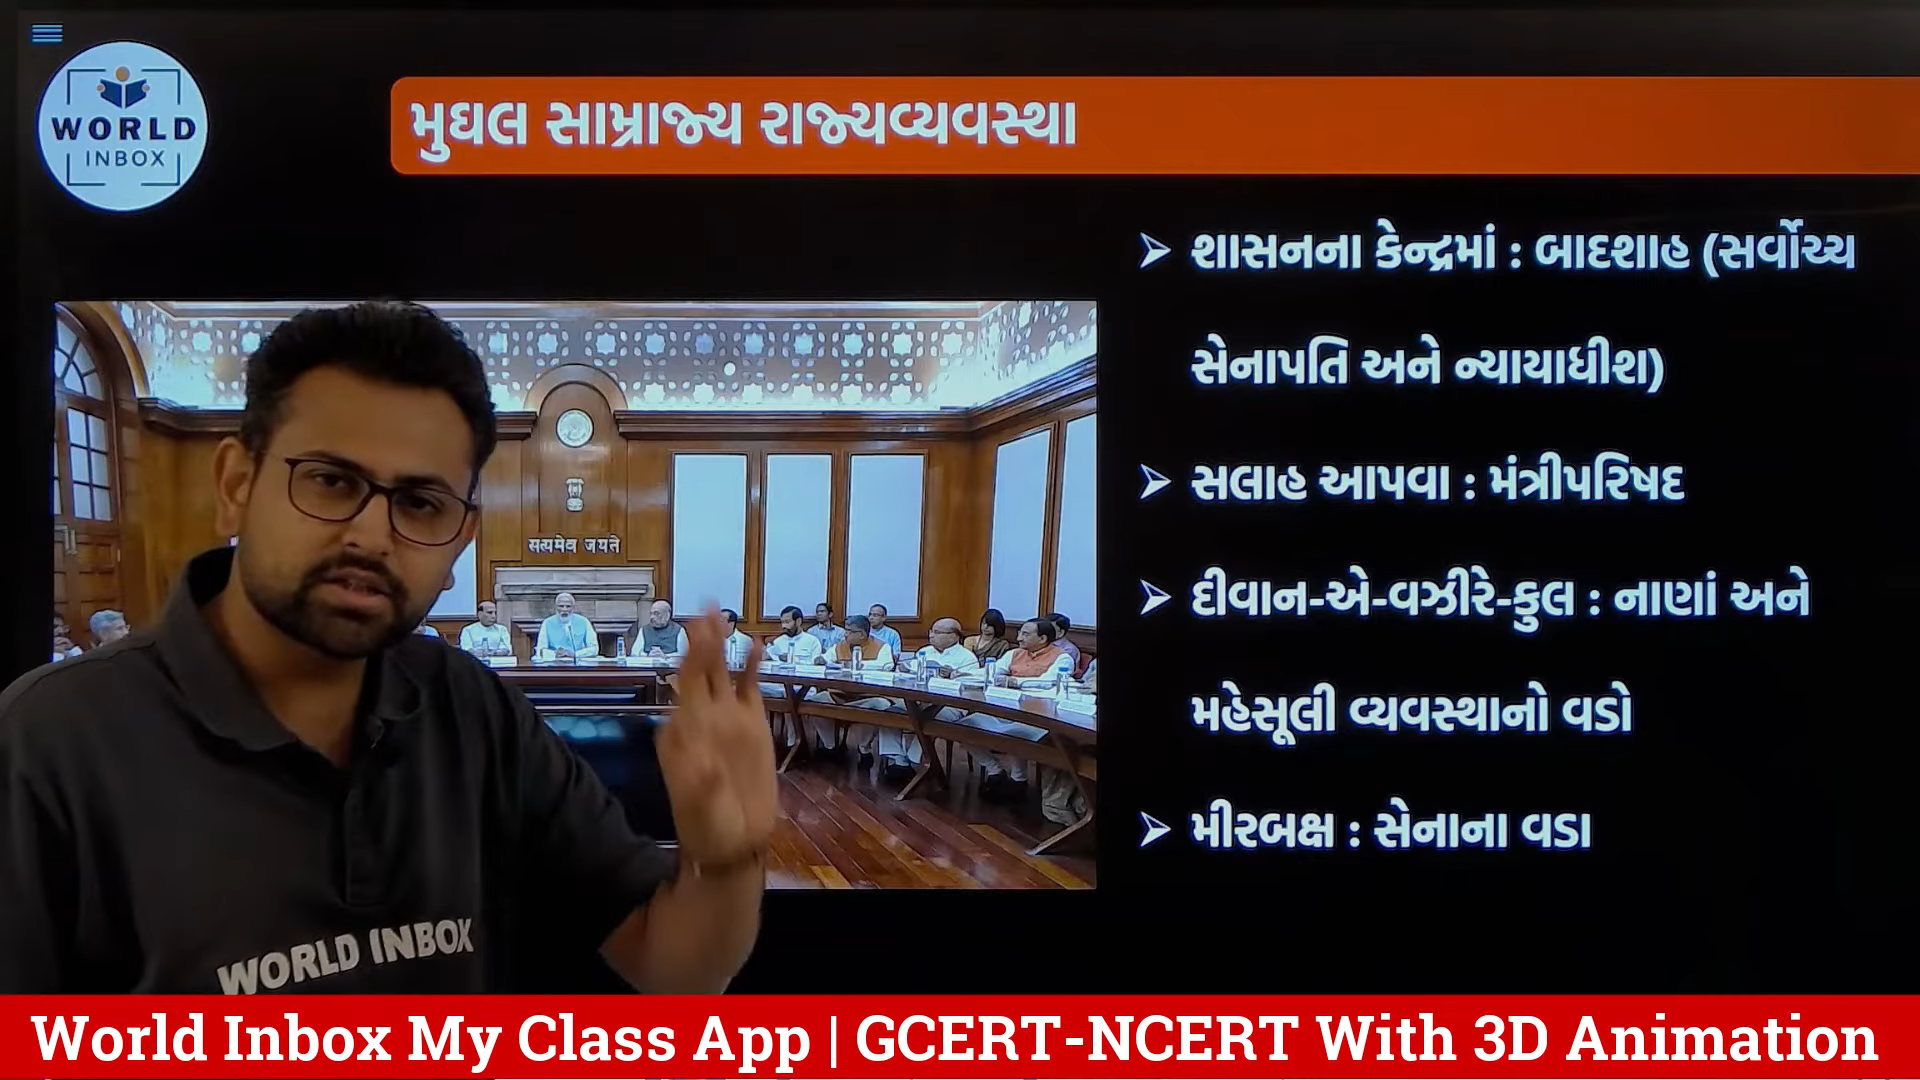 WORLD
INBOX
મુઘલ સામ્રાજ્ય રાજ્યવ્યવસ્થા
➢ શાસનના કેન્દ્રમાં : બાદશાહ (સર્વોચ્ચ
સેનાપતિ અને ન્યાયાધીશ)
➢ સલાહ આપવા : મંત્રીપરિષદ
➢ દીવાન-એ-વઝીરે-કુલ : નાણાં અને
મહેસૂલી વ્યવસ્થાનો વડો
➢ મીરબક્ષ : સેનાના વડા
सत्यमेव जयते
WORLD INBOX
World Inbox My Class App | GCERT-NCERT With 3D Animation